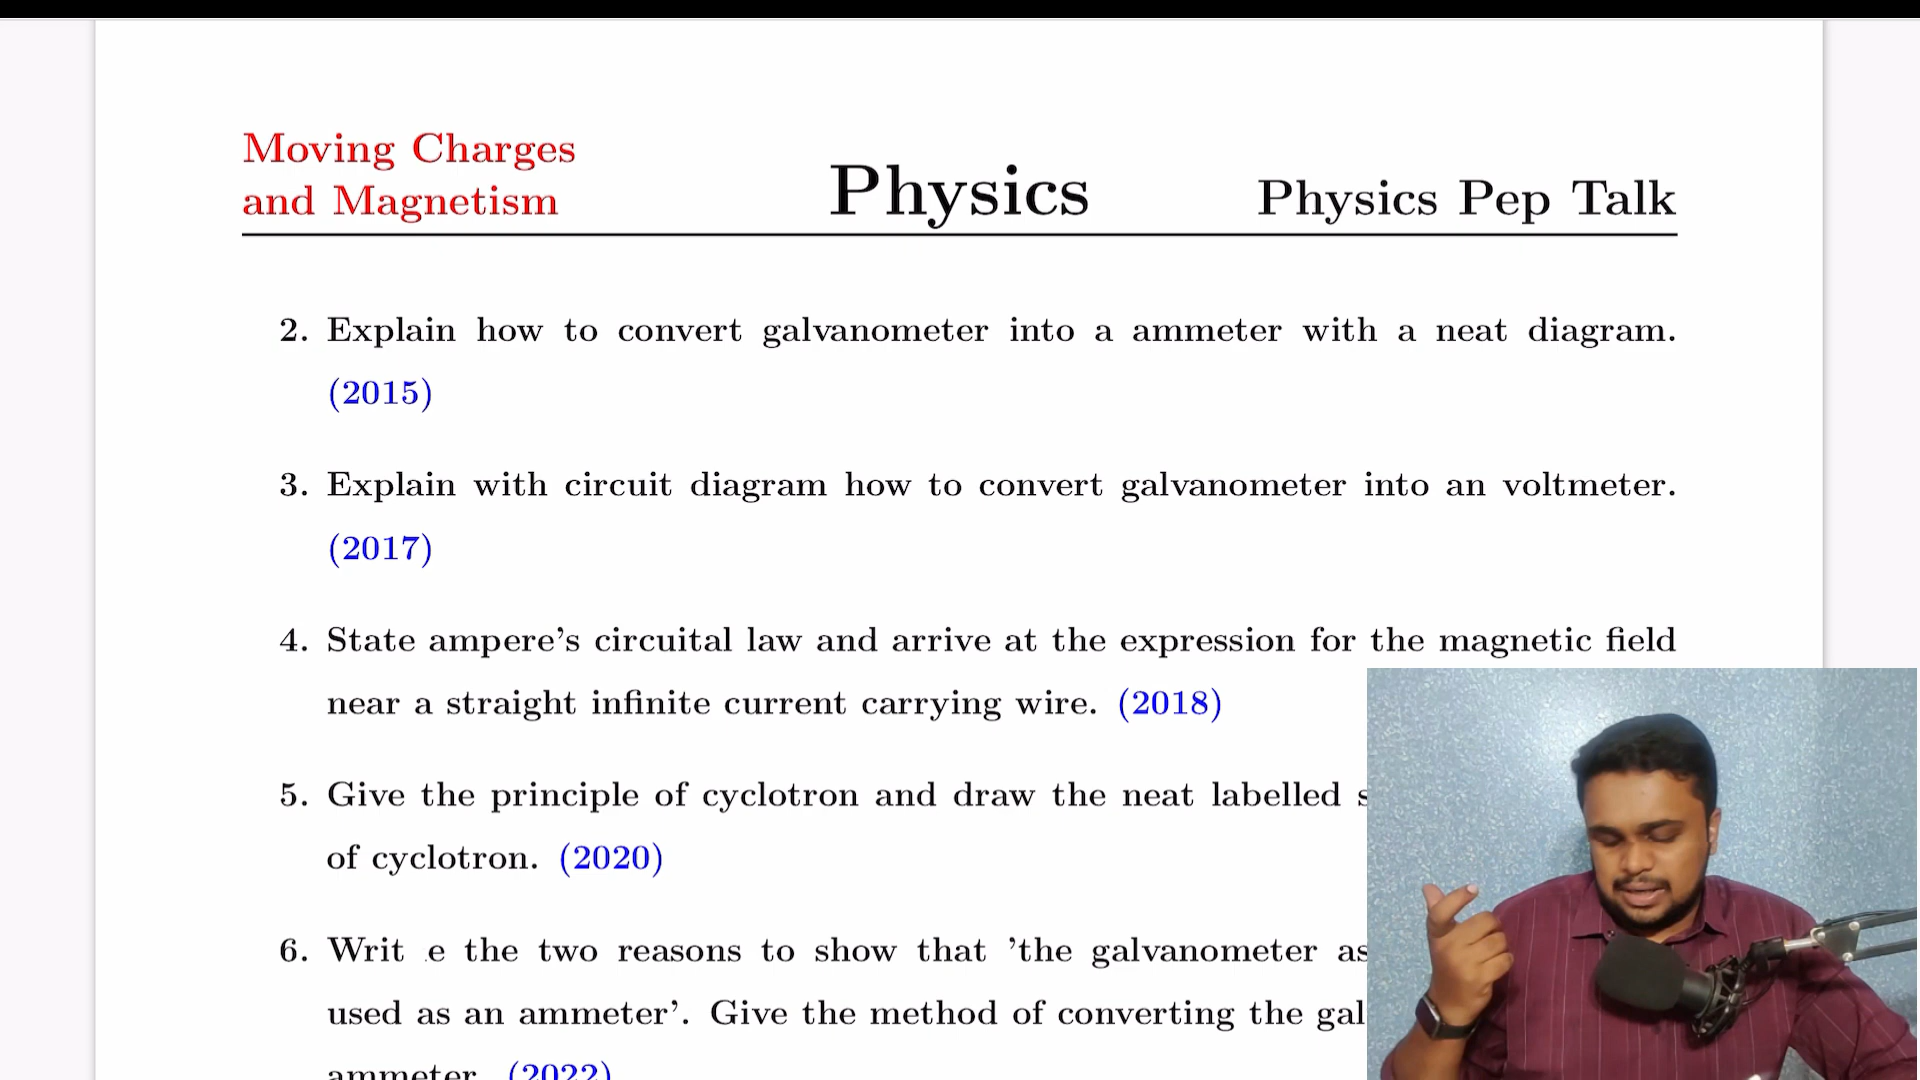 Moving Charges
and Magnetism
Physics
Physics Pep Talk
2. Explain how to convert galvanometer into a ammeter with a neat diagram.
(2015)
3. Explain with circuit diagram how to convert galvanometer into an voltmeter.
(2017)
4. State ampere's circuital law and arrive at the expression for the magnetic field
near a straight infinite current carrying wire. (2018)
5. Give the principle of cyclotron and draw the neat labelled
of cyclotron. (2020)
6. Writ e the two reasons to show that 'the galvanometer as
used as an ammeter'. Give the method of converting the gal
ammeter. (2022)